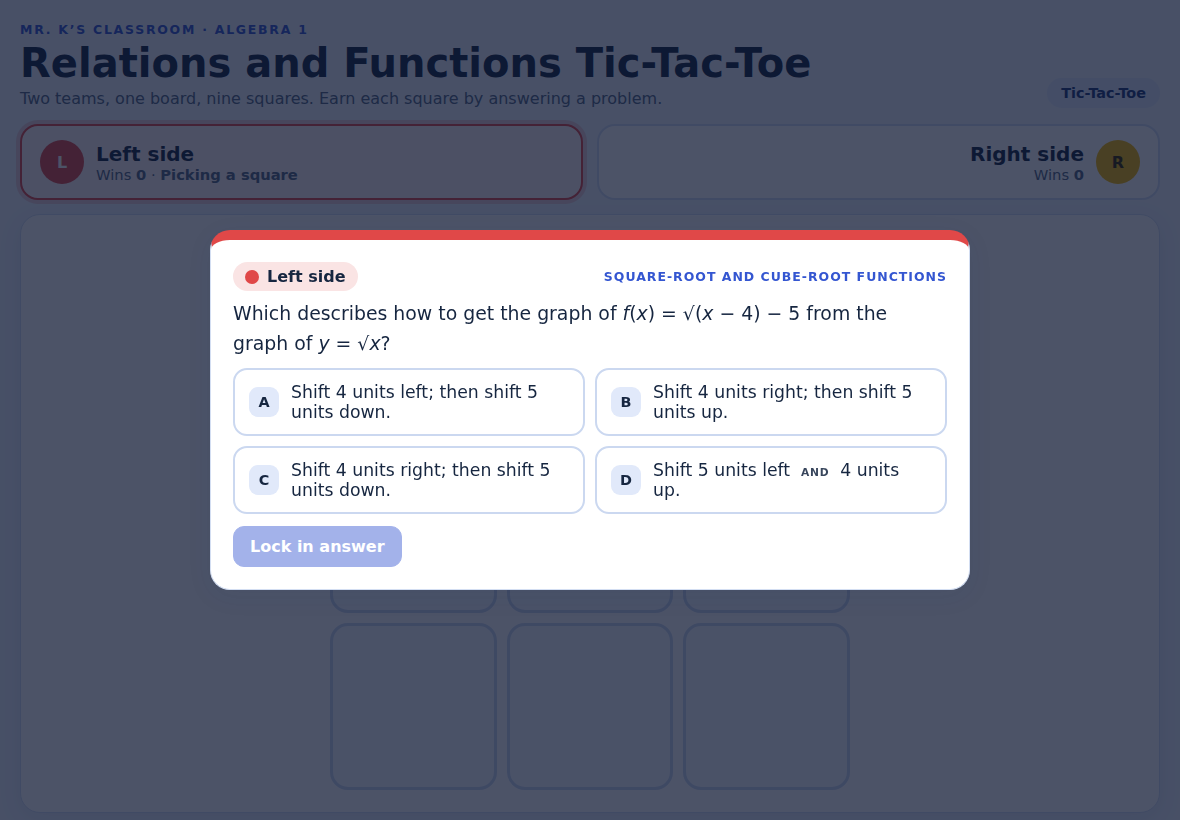 MR. K'S CLASSROOM · ALGEBRA 1
Relations and Functions Tic-Tac-Toe
Two teams, one board, nine squares. Earn each square by answering a problem.
Tic-Tac-Toe
L
Left side
Wins 0 · Picking a square
Right side
Wins 0
R
Left side
SQUARE-ROOT AND CUBE-ROOT FUNCTIONS
Which describes how to get the graph of f(x) = √(x − 4) − 5 from the
graph of y = √x?
A
Shift 4 units left; then shift 5
units down.
B
Shift 4 units right; then shift 5
units up.
C
Shift 4 units right; then shift 5
units down.
D
Shift 5 units left AND 4 units
up.
Lock in answer